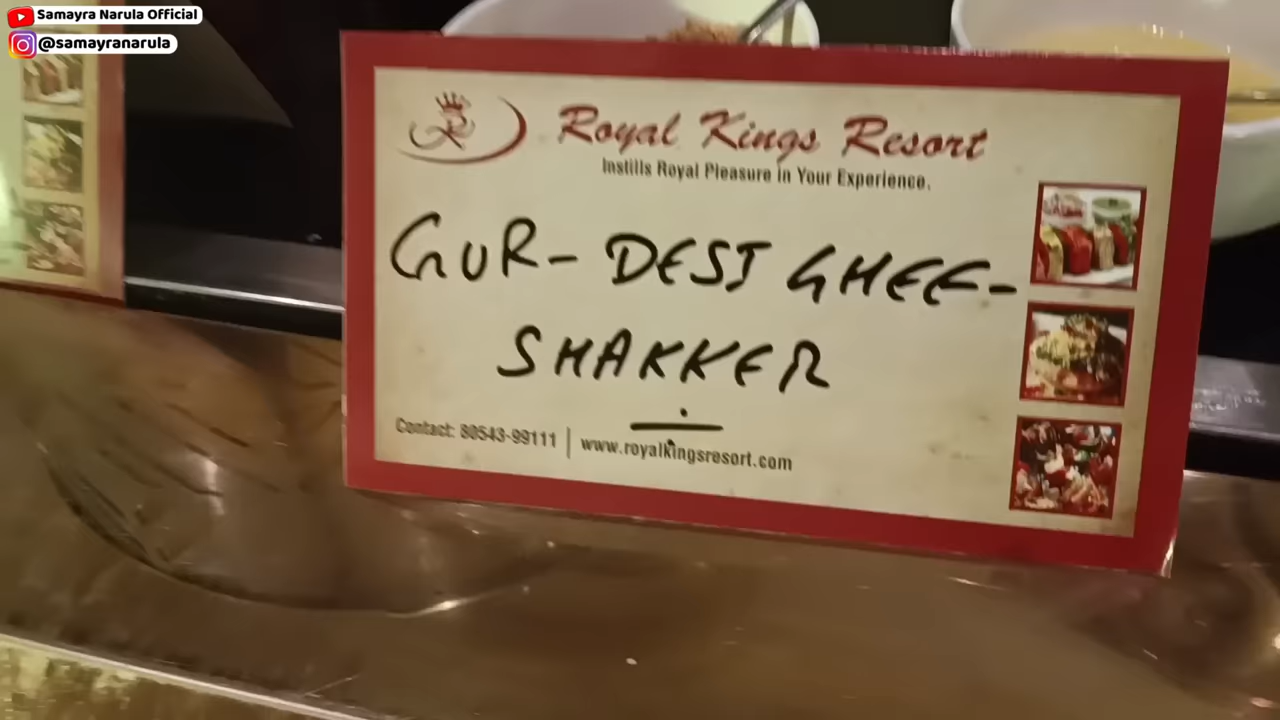 Samayra Narula Official
@samayranarula
Royal Kings Resort
Instills Royal Pleasure in Your Experience.
GUR- DESI GHEE-
SHAKKER
Contact: 80543-99111 | www.royalkingsresort.com